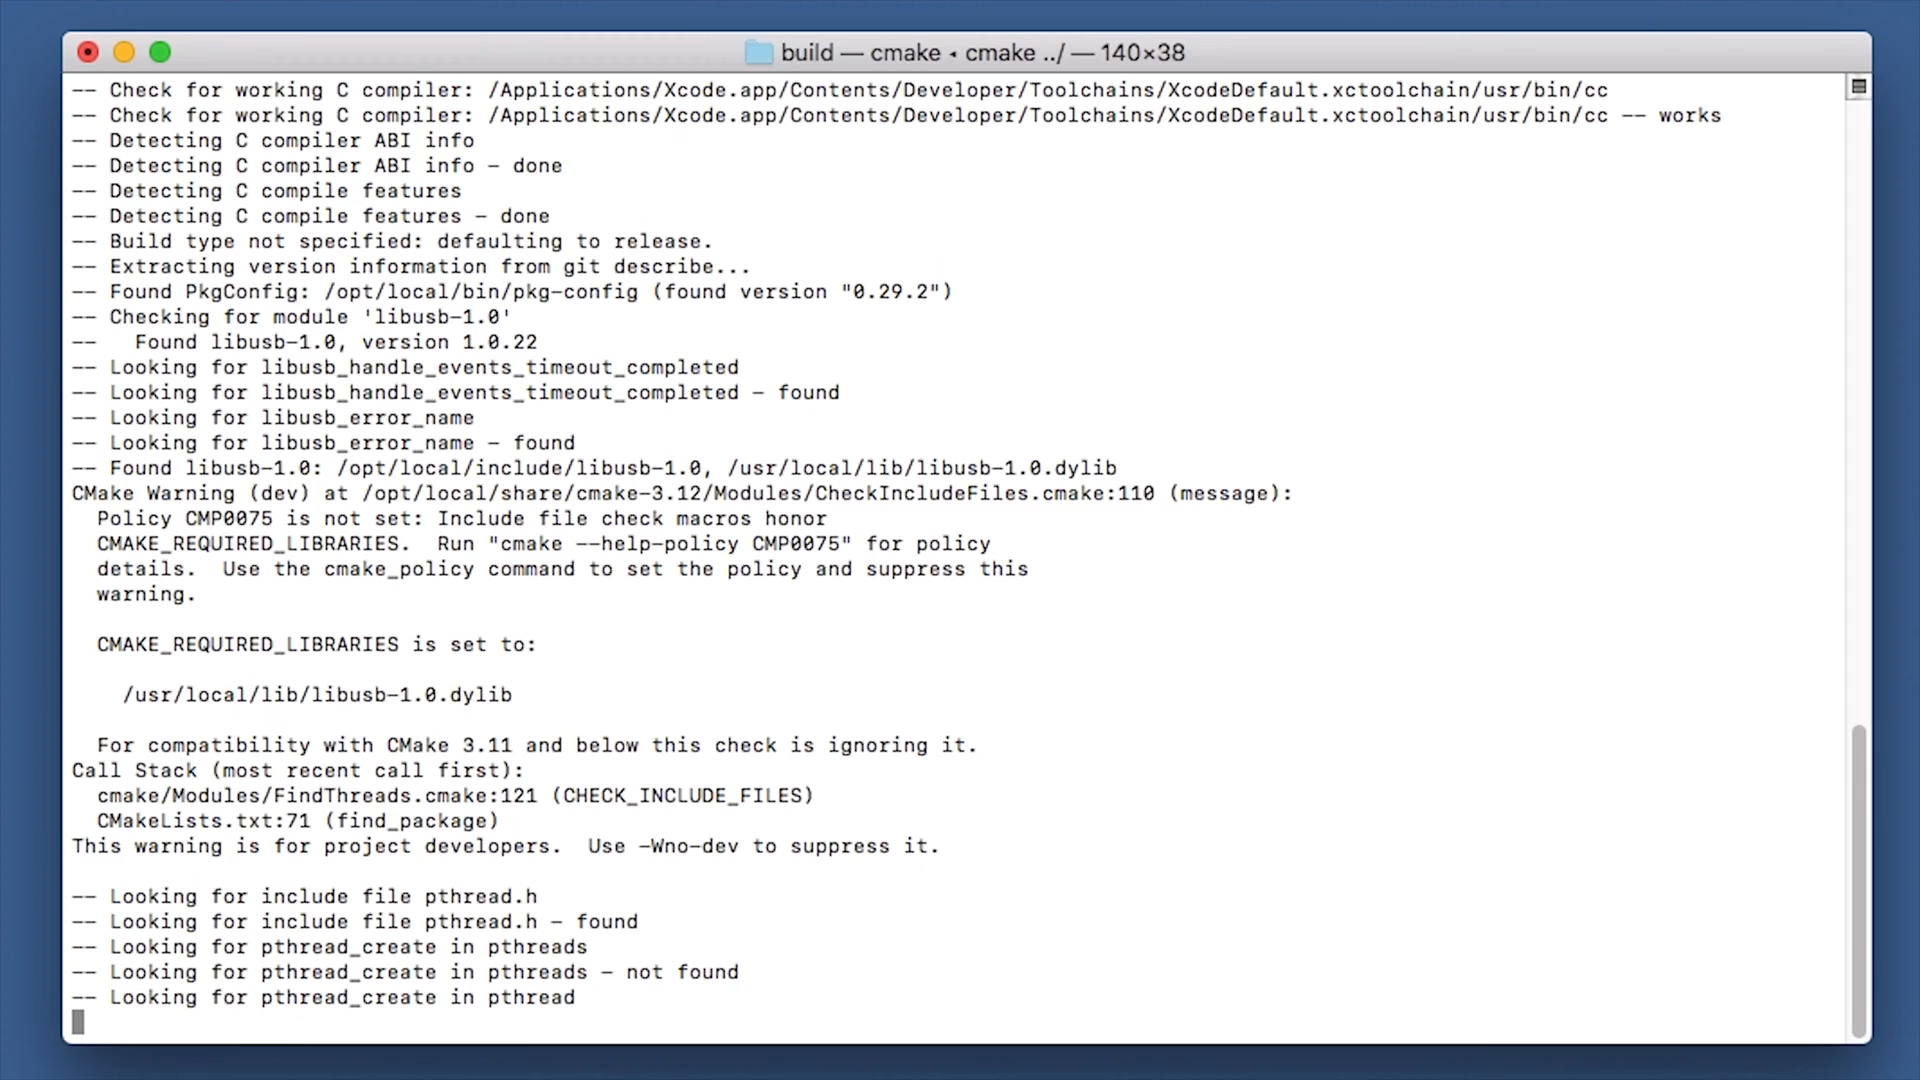 build — cmake ◂ cmake ../ — 140×38
-- Check for working C compiler: /Applications/Xcode.app/Contents/Developer/Toolchains/XcodeDefault.xctoolchain/usr/bin/cc
-- Check for working C compiler: /Applications/Xcode.app/Contents/Developer/Toolchains/XcodeDefault.xctoolchain/usr/bin/cc -- works
-- Detecting C compiler ABI info
-- Detecting C compiler ABI info - done
-- Detecting C compile features
-- Detecting C compile features - done
-- Build type not specified: defaulting to release.
-- Extracting version information from git describe...
-- Found PkgConfig: /opt/local/bin/pkg-config (found version "0.29.2")
-- Checking for module 'libusb-1.0'
--   Found libusb-1.0, version 1.0.22
-- Looking for libusb_handle_events_timeout_completed
-- Looking for libusb_handle_events_timeout_completed - found
-- Looking for libusb_error_name
-- Looking for libusb_error_name - found
-- Found libusb-1.0: /opt/local/include/libusb-1.0, /usr/local/lib/libusb-1.0.dylib
CMake Warning (dev) at /opt/local/share/cmake-3.12/Modules/CheckIncludeFiles.cmake:110 (message):
  Policy CMP0075 is not set: Include file check macros honor
  CMAKE_REQUIRED_LIBRARIES.  Run "cmake --help-policy CMP0075" for policy
  details.  Use the cmake_policy command to set the policy and suppress this
  warning.
  CMAKE_REQUIRED_LIBRARIES is set to:
    /usr/local/lib/libusb-1.0.dylib
  For compatibility with CMake 3.11 and below this check is ignoring it.
Call Stack (most recent call first):
  cmake/Modules/FindThreads.cmake:121 (CHECK_INCLUDE_FILES)
  CMakeLists.txt:71 (find_package)
This warning is for project developers.  Use -Wno-dev to suppress it.
-- Looking for include file pthread.h
-- Looking for include file pthread.h - found
-- Looking for pthread_create in pthreads
-- Looking for pthread_create in pthreads - not found
-- Looking for pthread_create in pthread